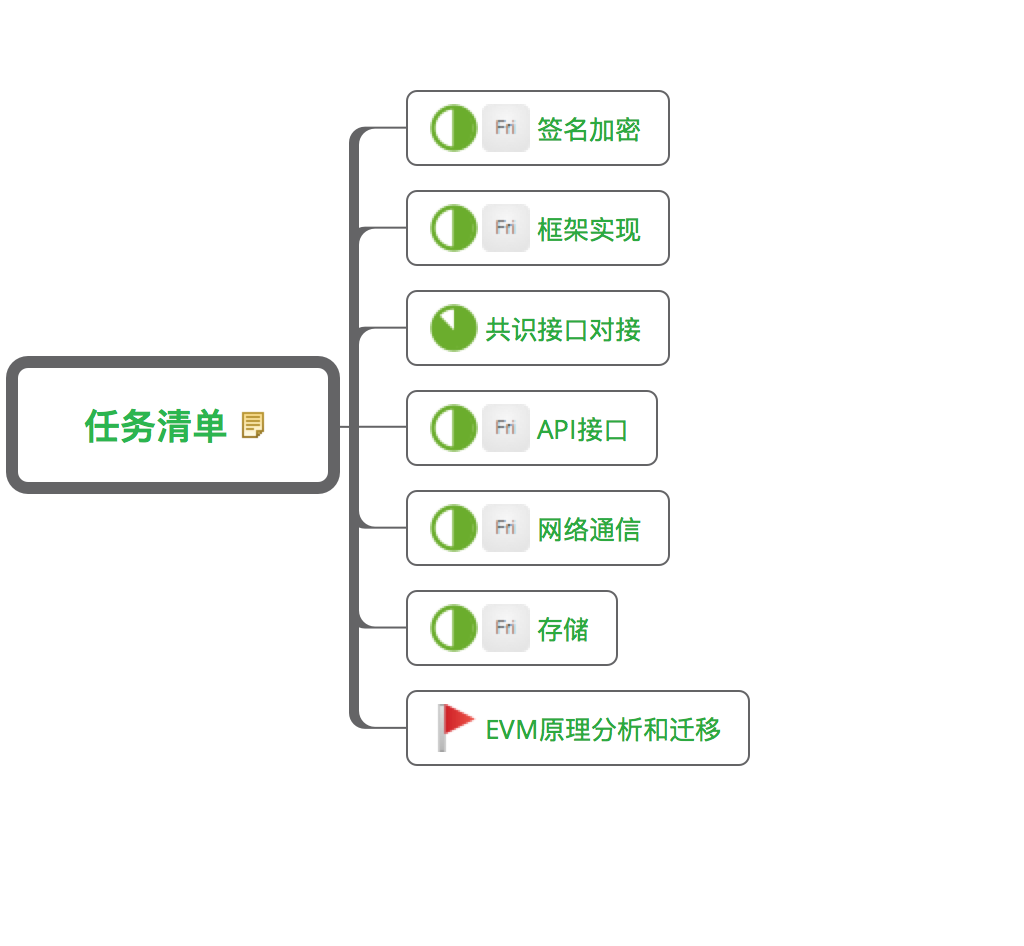 Fri 签名加密
Fri 框架实现
共识接口对接
任务清单
Fri API接口
Fri 网络通信
Fri 存储
EVM原理分析和迁移